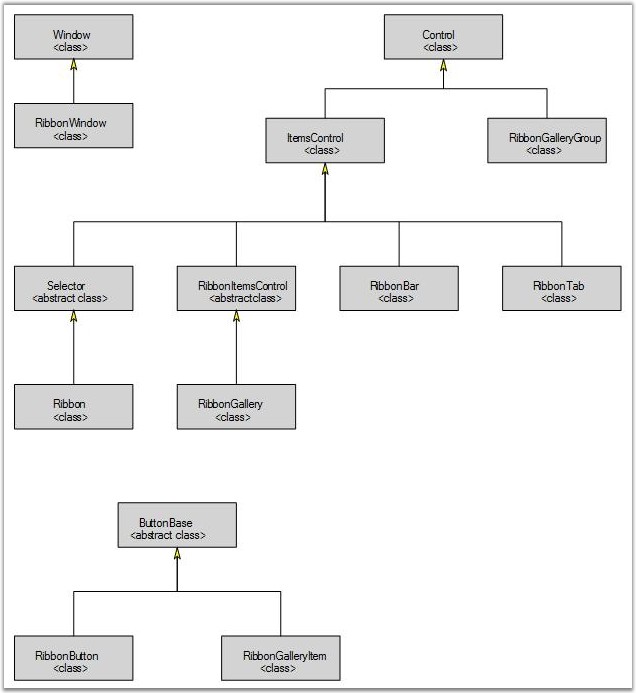 Window
<class>
Control
<class>
RibbonWindow
<class>
ItemsControl
<class>
RibbonGalleryGroup
<class>
Selector
<abstract class>
RibbonItemsControl
<abstractclass>
RibbonBar
<class>
RibbonTab
<class>
Ribbon
<class>
RibbonGallery
<class>
ButtonBase
<abstract class>
RibbonButton
<class>
RibbonGalleryItem
<class>